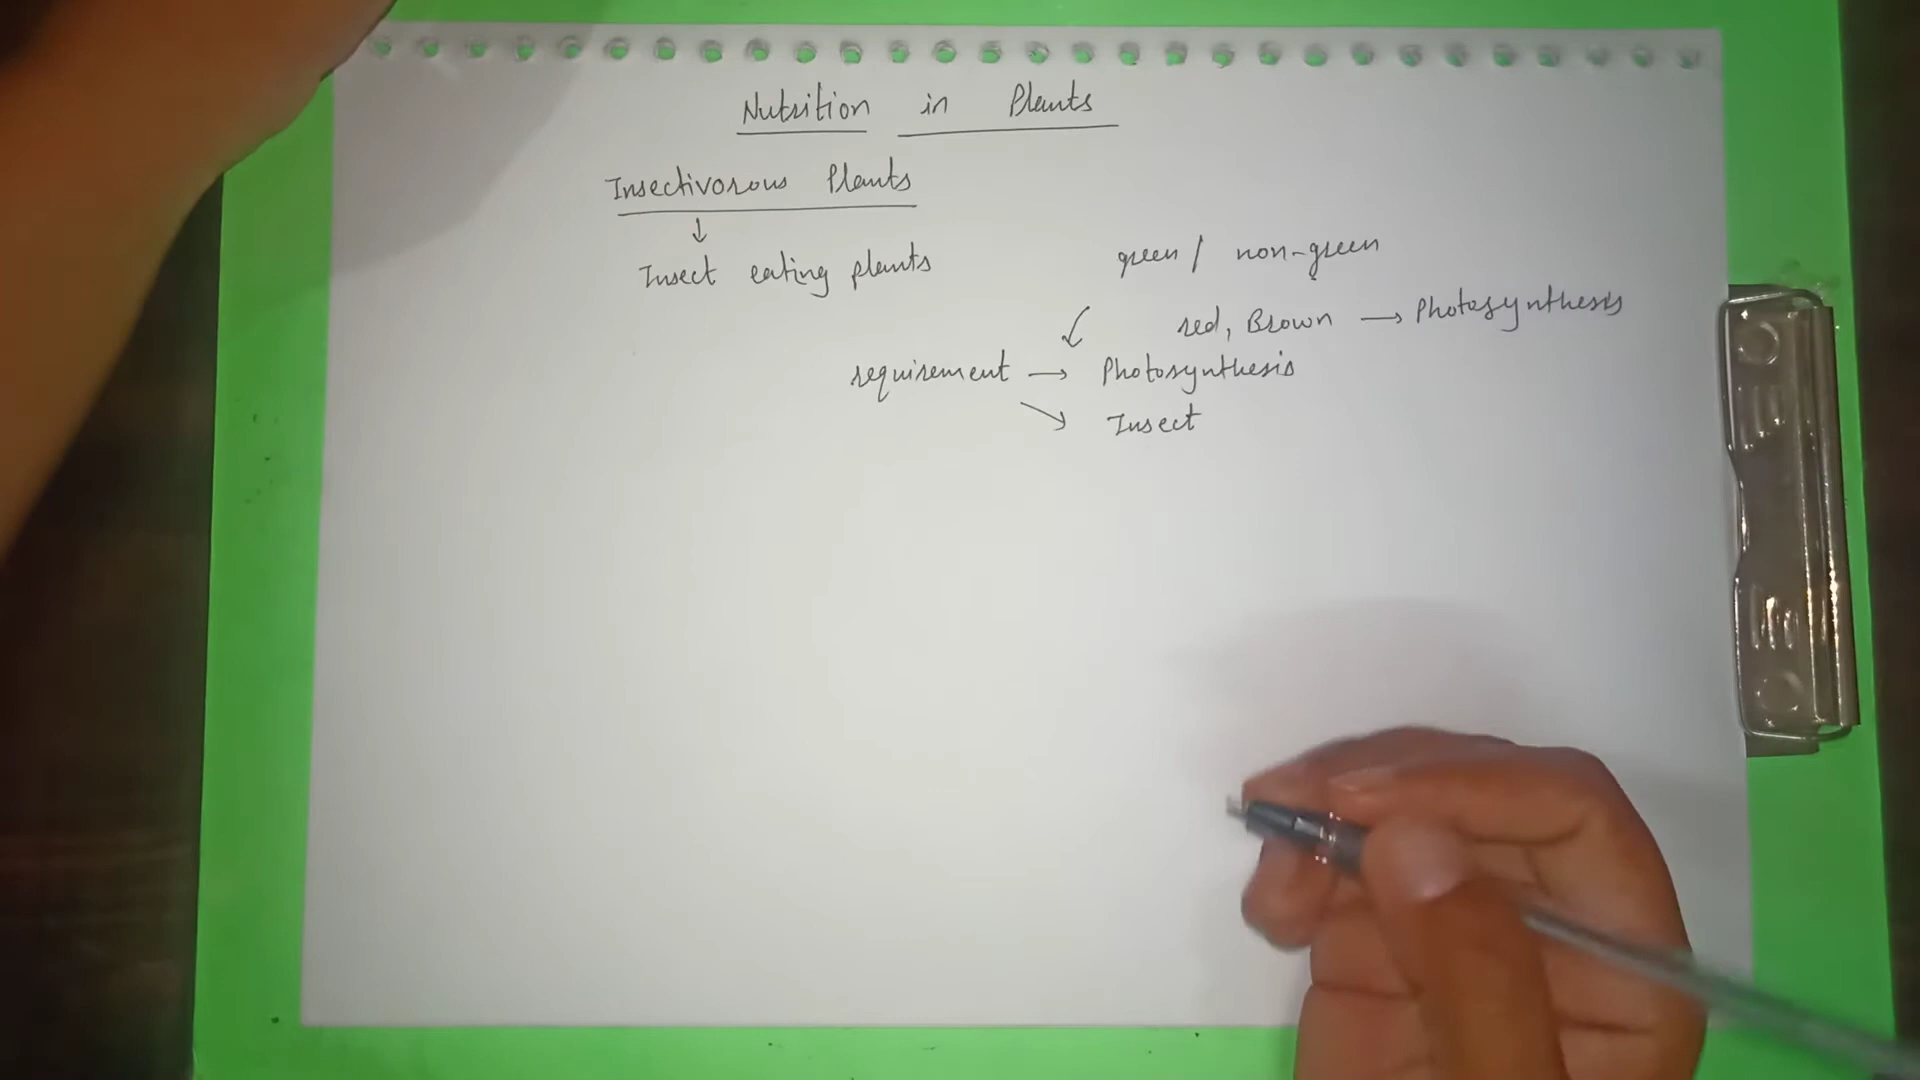 Nutrition in Plants
Insectivorous Plants
↓
Insect eating plants
green / non-green
red, Brown → Photosynthesis
requirement → Photosynthesis
Insect